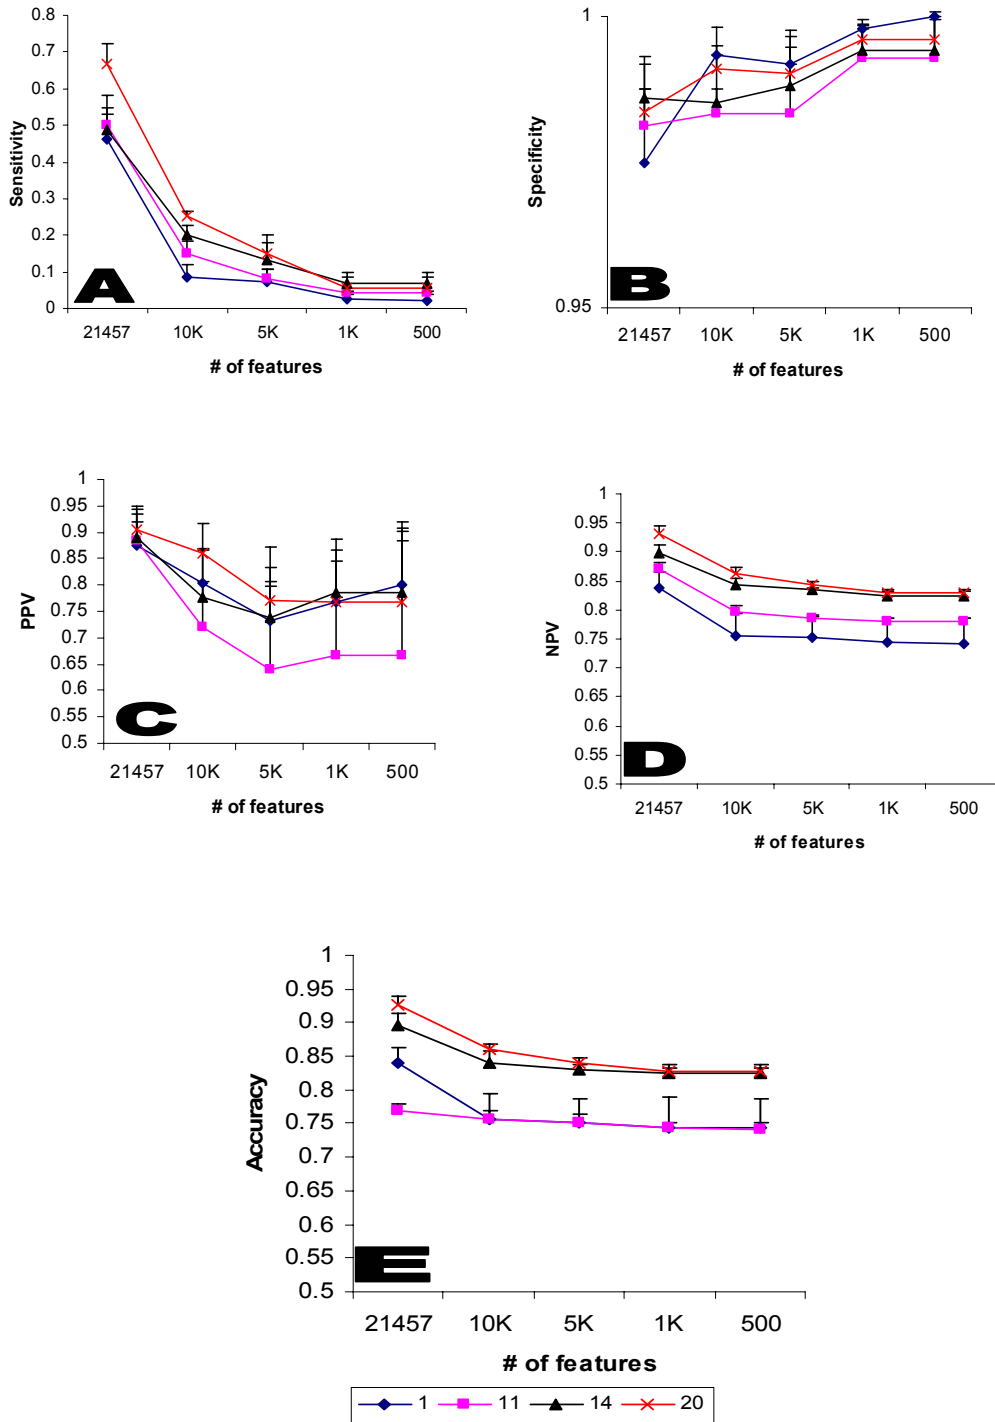 0.8
0.7
0.6
0.5
0.4
0.3
0.2
0.1
0
Sensitivity
A
21457 10K 5K 1K 500
# of features
1
0.95
Specificity
B
21457 10K 5K 1K 500
# of features
1
0.95
0.9
0.85
0.8
0.75
0.7
0.65
0.6
0.55
0.5
PPV
C
21457 10K 5K 1K 500
# of features
1
0.95
0.9
0.85
0.8
0.75
0.7
0.65
0.6
0.55
0.5
NPV
D
21457 10K 5K 1K 500
# of features
1
0.95
0.9
0.85
0.8
0.75
0.7
0.65
0.6
0.55
0.5
Accuracy
E
21457 10K 5K 1K 500
# of features
1 11 14 20